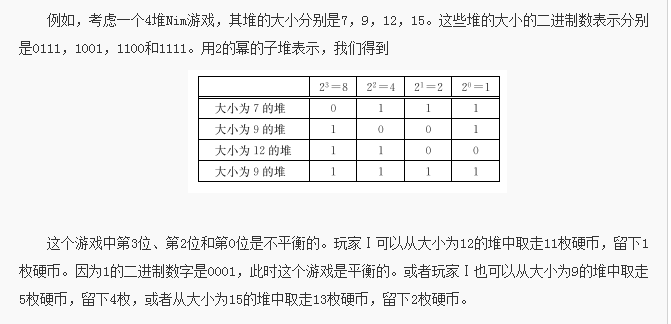 例如，考虑一个4堆Nim游戏，其堆的大小分别是7，9，12，15。这些堆的大小的二进制数表示分别
是0111，1001，1100和1111。用2的幂的子堆表示，我们得到
2³=8 2²=4 2¹=2 2⁰=1
大小为 7 的堆 0 1 1 1
大小为 9 的堆 1 0 0 1
大小为 12 的堆 1 1 0 0
大小为 9 的堆 1 1 1 1
这个游戏中第3位、第2位和第0位是不平衡的。玩家Ⅰ可以从大小为12的堆中取走11枚硬币，留下1
枚硬币。因为1的二进制数字是0001，此时这个游戏是平衡的。或者玩家Ⅰ也可以从大小为9的堆中取走
5枚硬币，留下4枚，或者从大小为15的堆中取走13枚硬币，留下2枚硬币。